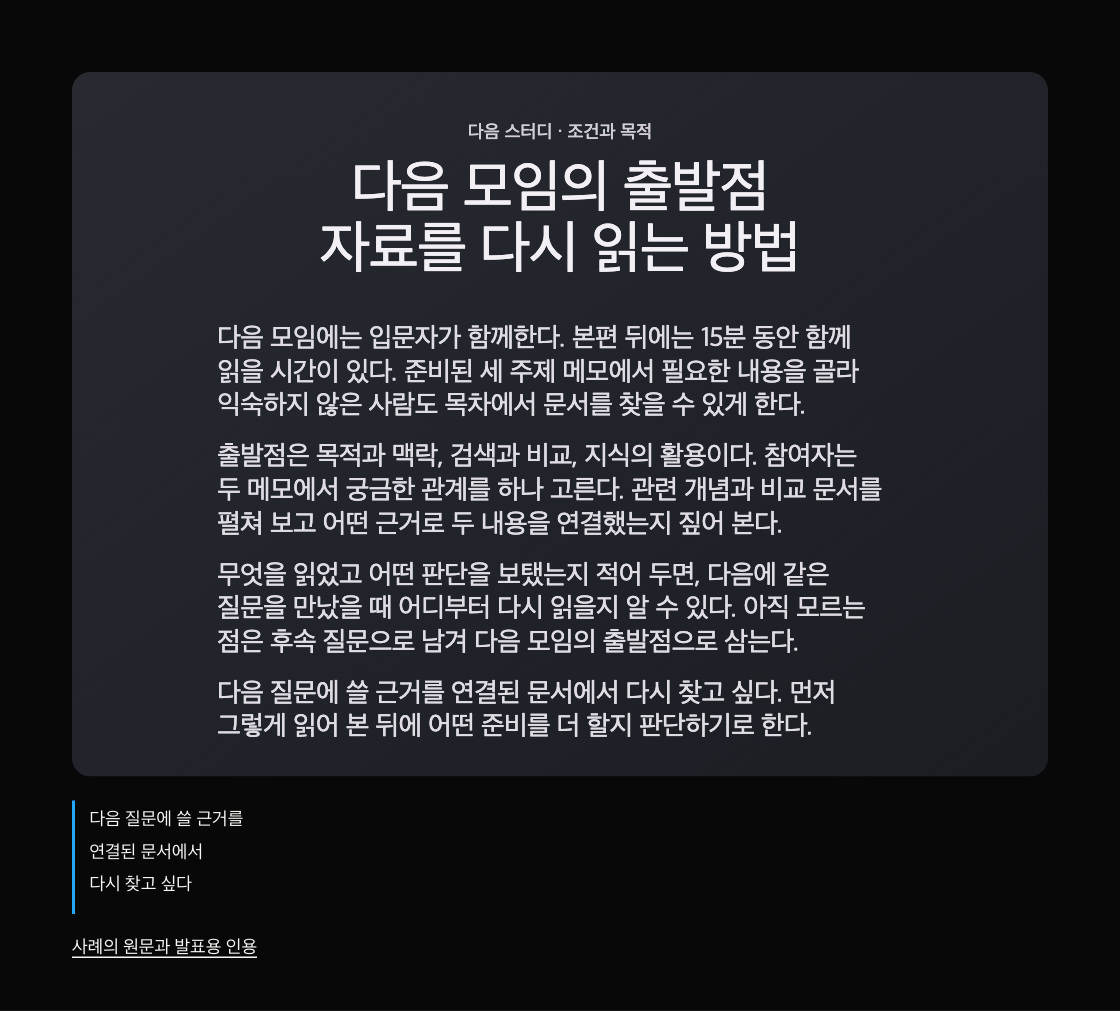 다음 스터디 · 조건과 목적
다음 모임의 출발점
자료를 다시 읽는 방법
다음 모임에는 입문자가 함께한다. 본편 뒤에는 15분 동안 함께
읽을 시간이 있다. 준비된 세 주제 메모에서 필요한 내용을 골라
익숙하지 않은 사람도 목차에서 문서를 찾을 수 있게 한다.
출발점은 목적과 맥락, 검색과 비교, 지식의 활용이다. 참여자는
두 메모에서 궁금한 관계를 하나 고른다. 관련 개념과 비교 문서를
펼쳐 보고 어떤 근거로 두 내용을 연결했는지 짚어 본다.
무엇을 읽었고 어떤 판단을 보탰는지 적어 두면, 다음에 같은
질문을 만났을 때 어디부터 다시 읽을지 알 수 있다. 아직 모르는
점은 후속 질문으로 남겨 다음 모임의 출발점으로 삼는다.
다음 질문에 쓸 근거를 연결된 문서에서 다시 찾고 싶다. 먼저
그렇게 읽어 본 뒤에 어떤 준비를 더 할지 판단하기로 한다.
다음 질문에 쓸 근거를
연결된 문서에서
다시 찾고 싶다
사례의 원문과 발표용 인용